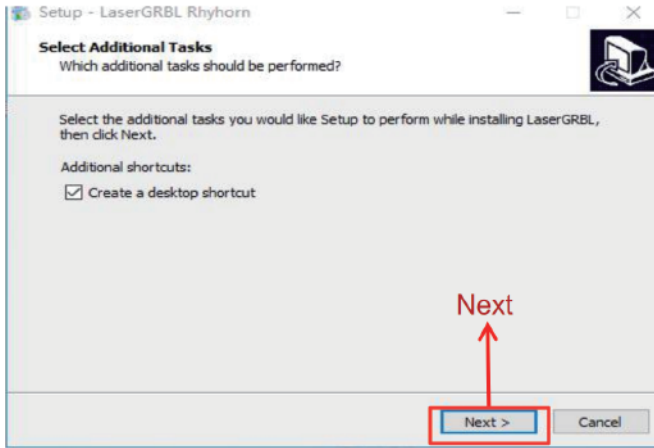 Setup - LaserGRBL Rhyhorn
Select Additional Tasks
Which additional tasks should be performed?
Select the additional tasks you would like Setup to perform while installing LaserGRBL,
then click Next.
Additional shortcuts:
Create a desktop shortcut
Next
Next >
Cancel